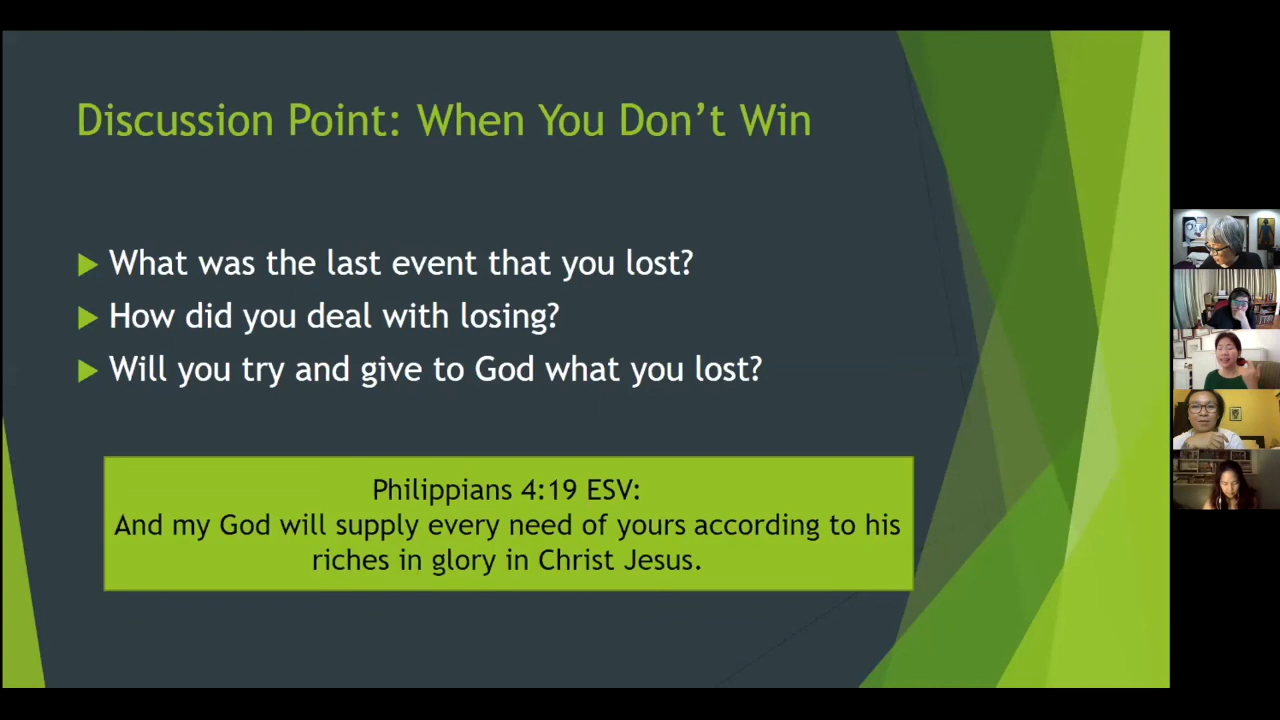 Discussion Point: When You Don’t Win
What was the last event that you lost?
How did you deal with losing?
Will you try and give to God what you lost?
Philippians 4:19 ESV:
And my God will supply every need of yours according to his
riches in glory in Christ Jesus.